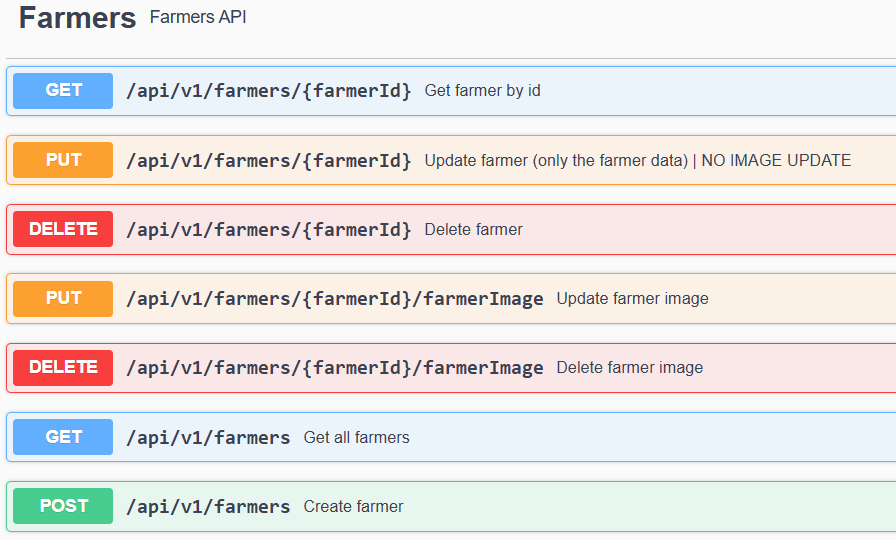 Farmers Farmers API
GET /api/v1/farmers/{farmerId} Get farmer by id
PUT /api/v1/farmers/{farmerId} Update farmer (only the farmer data) | NO IMAGE UPDATE
DELETE /api/v1/farmers/{farmerId} Delete farmer
PUT /api/v1/farmers/{farmerId}/farmerImage Update farmer image
DELETE /api/v1/farmers/{farmerId}/farmerImage Delete farmer image
GET /api/v1/farmers Get all farmers
POST /api/v1/farmers Create farmer